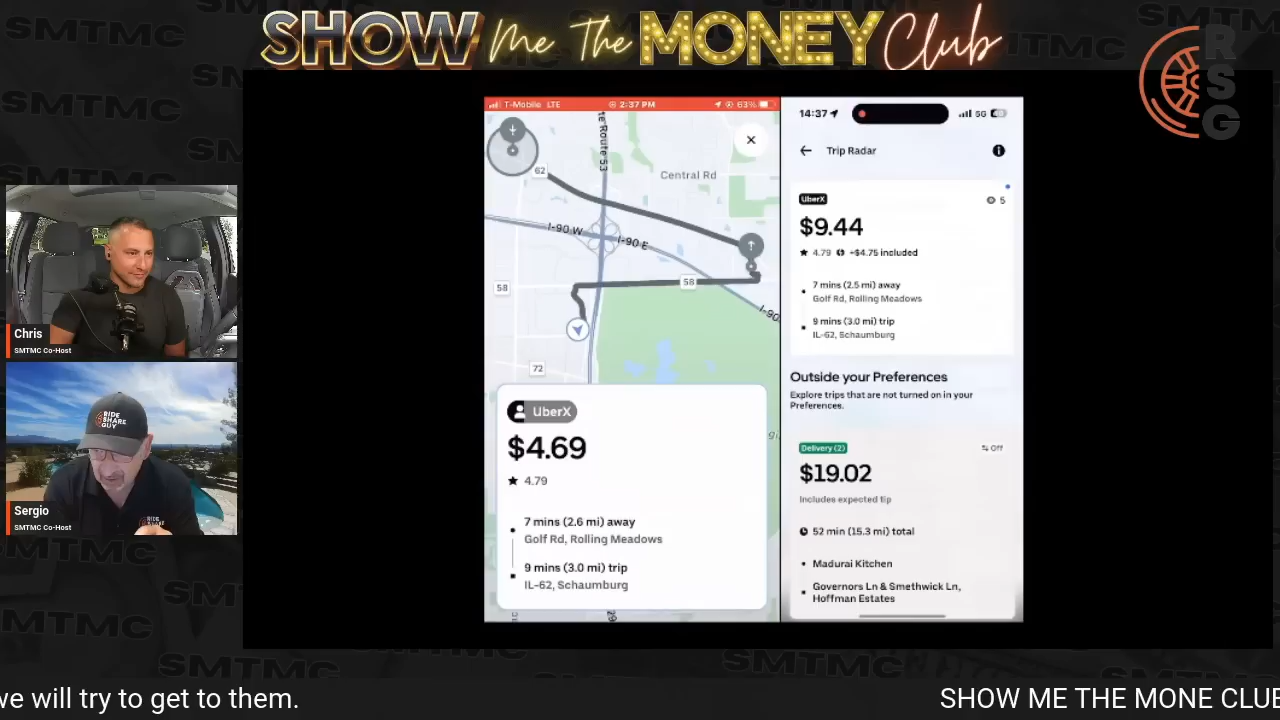 SHOW Me The MONEY Club
RSG
SMTMC
T-Mobile LTE 2:37 PM 63%
te Route 53
62
Central Rd
I-90 W
I-90 E
58
58
I-90
72
UberX
$4.69
4.79
7 mins (2.6 mi) away
Golf Rd, Rolling Meadows
9 mins (3.0 mi) trip
IL-62, Schaumburg
14:37 5G
Trip Radar
UberX 5
$9.44
4.79 +$4.75 included
7 mins (2.5 mi) away
Golf Rd, Rolling Meadows
9 mins (3.0 mi) trip
IL-62, Schaumburg
Outside your Preferences
Explore trips that are not turned on in your
Preferences.
Delivery (2) Off
$19.02
Includes expected tip
52 min (15.3 mi) total
Madurai Kitchen
Governors Ln & Smethwick Ln,
Hoffman Estates
Chris
SMTMC Co-Host
RIDE
SHARE
GUY
Sergio
SMTMC Co-Host
we will try to get to them. SHOW ME THE MONE CLUB